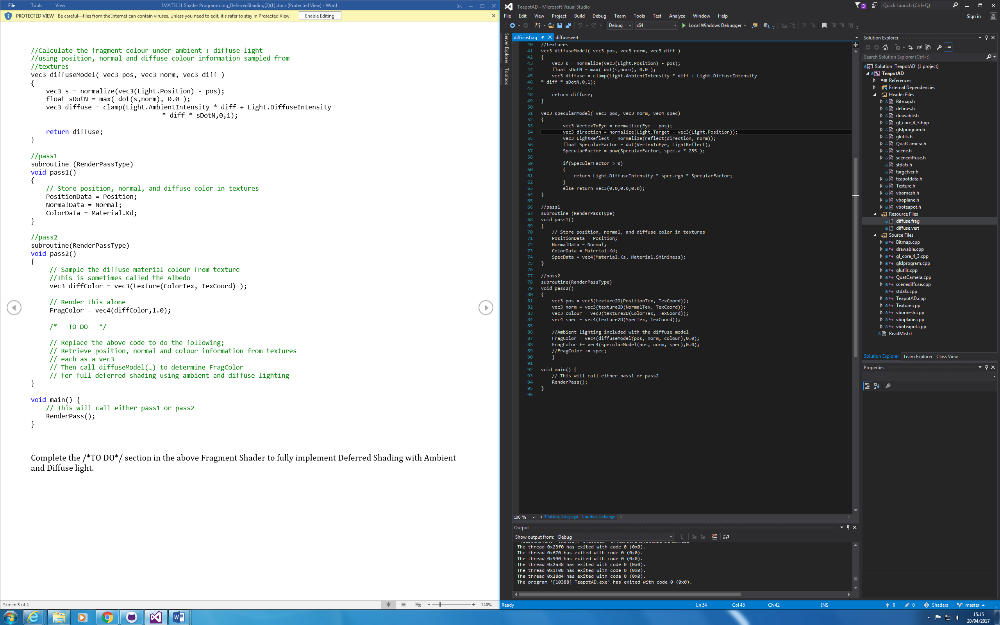 File Tools View IMAT3111 Shader Programming_DeferredShading(2)(1).docx (Protected View) - Word
PROTECTED VIEW Be careful—files from the Internet can contain viruses. Unless you need to edit, it's safer to stay in Protected View. Enable Editing
//Calculate the fragment colour under ambient + diffuse light
//using position, normal and diffuse colour information sampled from
//textures
vec3 diffuseModel( vec3 pos, vec3 norm, vec3 diff )
{
vec3 s = normalize(vec3(Light.Position) - pos);
float sDotN = max( dot(s,norm), 0.0 );
vec3 diffuse = clamp(Light.AmbientIntensity * diff + Light.DiffuseIntensity
* diff * sDotN,0,1);
return diffuse;
}
//pass1
subroutine (RenderPassType)
void pass1()
{
// Store position, normal, and diffuse color in textures
PositionData = Position;
NormalData = Normal;
ColorData = Material.Kd;
}
//pass2
subroutine(RenderPassType)
void pass2()
{
// Sample the diffuse material colour from texture
//This is sometimes called the Albedo
vec3 diffColor = vec3(texture(ColorTex, TexCoord) );
// Render this alone
FragColor = vec4(diffColor,1.0);
/* TO DO */
// Replace the above code to do the following;
// Retrieve position, normal and colour information from textures
// each as a vec3
// Then call diffuseModel(…) to determine FragColor
// for full deferred shading using ambient and diffuse lighting
}
void main() {
// This will call either pass1 or pass2
RenderPass();
}
Complete the /*TO DO*/ section in the above Fragment Shader to fully implement Deferred Shading with Ambient
and Diffuse light.
Screen 3 of 4 140%
TeapotAD - Microsoft Visual Studio 3 Quick Launch (Ctrl+Q)
File Edit View Project Build Debug Team Tools Test Analyze Window Help Sign in
Debug x64 Local Windows Debugger
Server Explorer
Toolbox
diffuse.frag diffuse.vert
40 //textures
41 vec3 diffuseModel( vec3 pos, vec3 norm, vec3 diff )
42 {
43 vec3 s = normalize(vec3(Light.Position) - pos);
44 float sDotN = max( dot(s,norm), 0.0 );
45 vec3 diffuse = clamp(Light.AmbientIntensity * diff + Light.DiffuseIntensity
46 * diff * sDotN,0,1);
47
48 return diffuse;
49 }
50
51 vec3 specularModel( vec3 pos, vec3 norm, vec4 spec)
52 {
53 vec3 VertexToEye = normalize(Eye - pos);
54 vec3 direction = normalize(Light.Target - vec3(Light.Position));
55 vec3 LightReflect = normalize(reflect(direction, norm));
56 float SpecularFactor = dot(VertexToEye, LightReflect);
57 SpecularFactor = pow(SpecularFactor, spec.a * 255 );
58
59 if(SpecularFactor > 0)
60 {
61 return Light.DiffuseIntensity * spec.rgb * SpecularFactor;
62 }
63 else return vec3(0.0,0.0,0.0);
64 }
65
66 //pass1
67 subroutine (RenderPassType)
68 void pass1()
69 {
70 // Store position, normal, and diffuse color in textures
71 PositionData = Position;
72 NormalData = Normal;
73 ColorData = Material.Kd;
74 SpecData = vec4(Material.Ks, Material.Shininess);
75 }
76
77 //pass2
78 subroutine(RenderPassType)
79 void pass2()
80 {
81 vec3 pos = vec3(texture2D(PositionTex, TexCoord));
82 vec3 norm = vec3(texture2D(NormalTex, TexCoord));
83 vec3 colour = vec3(texture2D(ColorTex, TexCoord));
84 vec4 spec = vec4(texture2D(SpecTex, TexCoord));
85
86 //Ambient lighting included with the diffuse model
87 FragColor = vec4(diffuseModel(pos, norm, colour),0.0);
88 FragColor += vec4(specularModel(pos, norm, spec),0.0);
89 //FragColor += spec;
90 }
91
92 void main() {
93 // This will call either pass1 or pass2
94 RenderPass();
95 }
96
100 % EllaLion, 1 day ago | 1 author, 1 change
Output
Show output from: Debug
The thread 0x23f0 has exited with code 0 (0x0).
The thread 0x670 has exited with code 0 (0x0).
The thread 0x990 has exited with code 0 (0x0).
The thread 0x2a38 has exited with code 0 (0x0).
The thread 0x1f08 has exited with code 0 (0x0).
The thread 0x28d4 has exited with code 0 (0x0).
The program '[10388] TeapotAD.exe' has exited with code 0 (0x0).
Solution Explorer
Search Solution Explorer (Ctrl+;)
Solution 'TeapotAD' (1 project)
TeapotAD
References
External Dependencies
Header Files
Bitmap.h
defines.h
drawable.h
gl_core_4_3.hpp
glslprogram.h
glutils.h
QuatCamera.h
scene.h
scenediffuse.h
stdafx.h
targetver.h
teapotdata.h
Texture.h
vbomesh.h
vboplane.h
vboteapot.h
Resource Files
diffuse.frag
diffuse.vert
Source Files
Bitmap.cpp
drawable.cpp
gl_core_4_3.cpp
glslprogram.cpp
glutils.cpp
QuatCamera.cpp
scenediffuse.cpp
stdafx.cpp
TeapotAD.cpp
Texture.cpp
vbomesh.cpp
vboplane.cpp
vboteapot.cpp
ReadMe.txt
Solution Explorer Team Explorer Class View
Properties
Ready Ln 54 Col 48 Ch 42 INS 0 0 Shaders master
15:15
20/04/2017